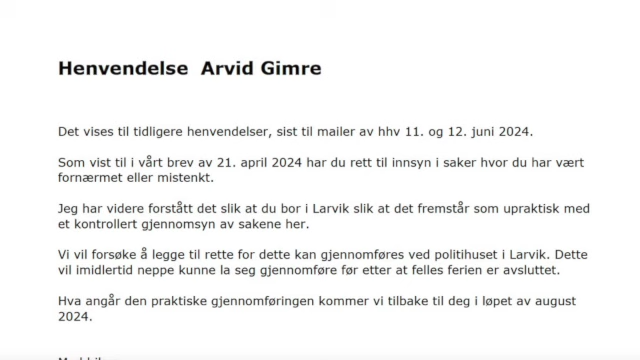 Henvendelse Arvid Gimre
Det vises til tidligere henvendelser, sist til mailer av hhv 11. og 12. juni 2024.
Som vist til i vårt brev av 21. april 2024 har du rett til innsyn i saker hvor du har vært
fornærmet eller mistenkt.
Jeg har videre forstått det slik at du bor i Larvik slik at det fremstår som upraktisk med
et kontrollert gjennomsyn av sakene her.
Vi vil forsøke å legge til rette for dette kan gjennomføres ved politihuset i Larvik. Dette
vil imidlertid neppe kunne la seg gjennomføre før etter at felles ferien er avsluttet.
Hva angår den praktiske gjennomføringen kommer vi tilbake til deg i løpet av august
2024.